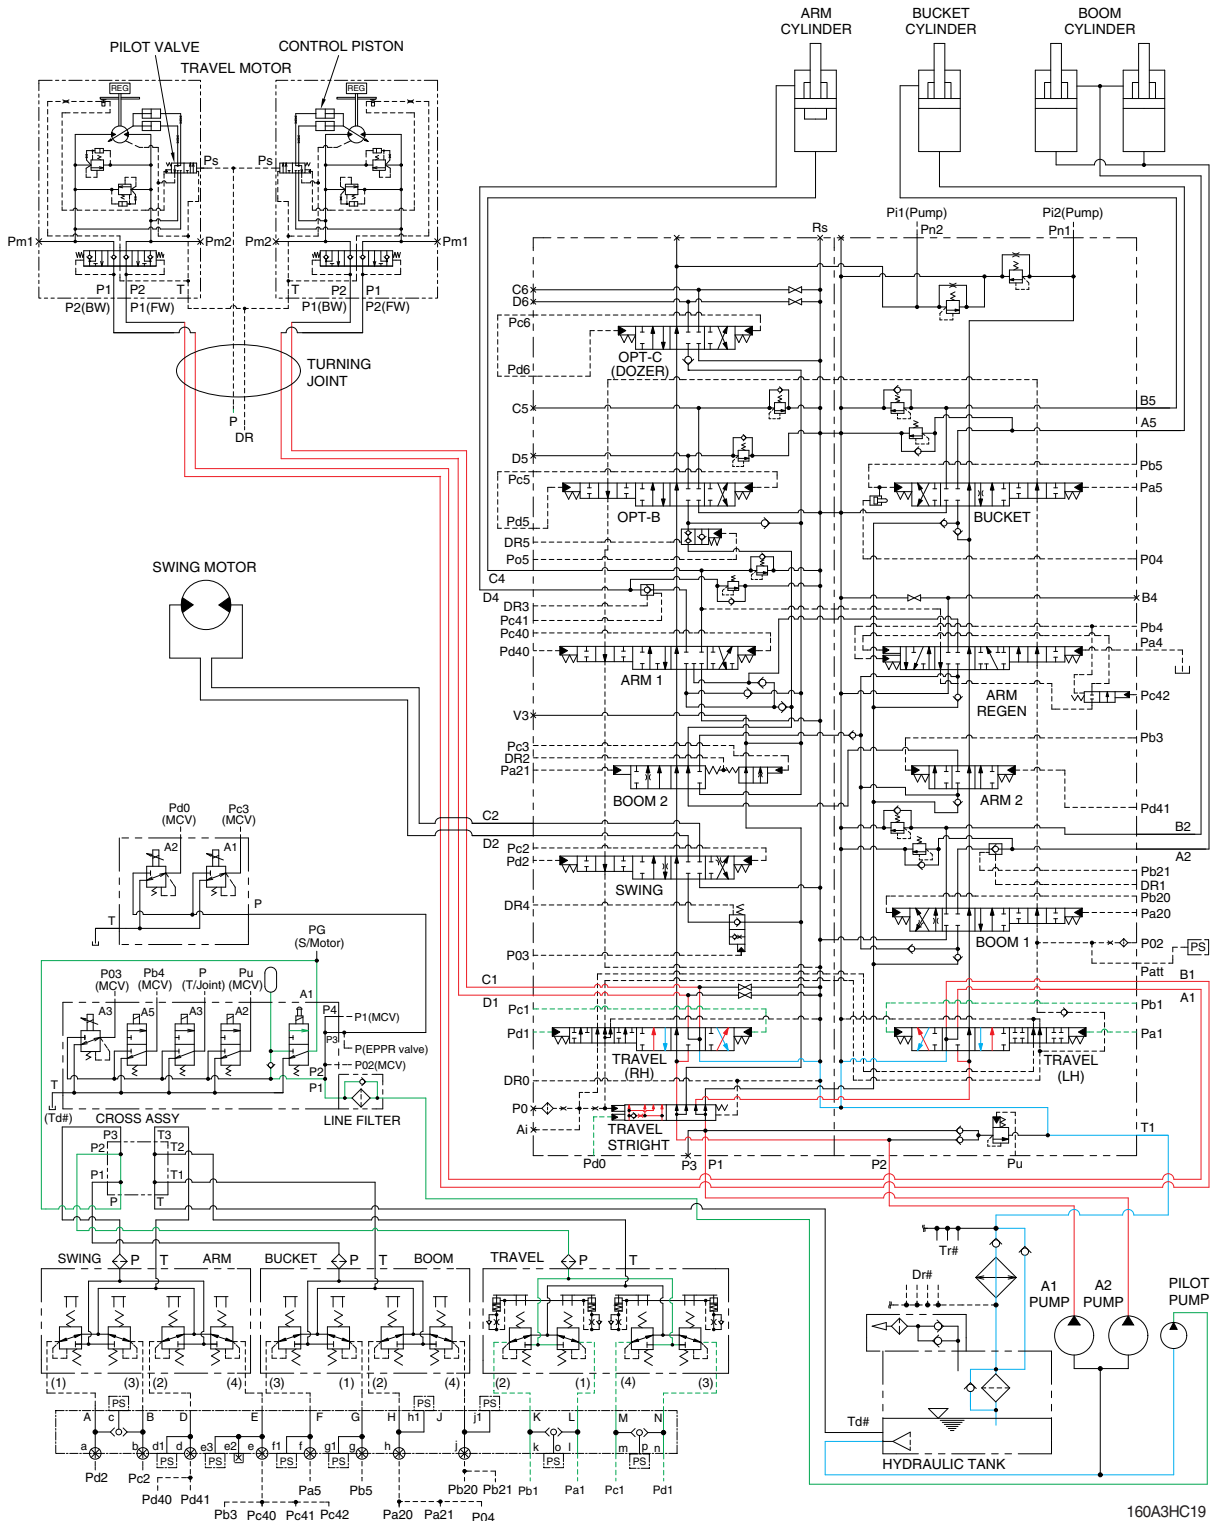 ARM
CYLINDER
BUCKET
CYLINDER
BOOM
CYLINDER
PILOT VALVE
CONTROL PISTON
TRAVEL MOTOR
REG
REG
Ps
Ps
Pm1
Pm2
Pm2
Pm1
P1
P2
T
T
P2
P1
P2(BW)
P1(FW)
P1(BW)
P2(FW)
TURNING
JOINT
P
DR
Pi1(Pump)
Pn2
Pi2(Pump)
Pn1
Rs
C6
D6
Pc6
Pd6
OPT-C
(DOZER)
C5
D5
Pc5
Pd5
OPT-B
DR5
Po5
B5
A5
Pb5
Pa5
BUCKET
P04
SWING MOTOR
C4
D4
DR3
Pc41
Pc40
Pd40
ARM 1
B4
Pb4
Pa4
ARM
REGEN
Pc42
V3
Pc3
DR2
Pa21
BOOM 2
Pb3
ARM 2
Pd41
C2
D2
Pc2
Pd2
SWING
B2
A2
Pb21
DR1
Pb20
Pa20
BOOM 1
DR4
P03
P02
PS
Patt
C1
D1
Pc1
Pd1
TRAVEL
(RH)
B1
A1
Pb1
Pa1
TRAVEL
(LH)
DR0
P0
Ai
TRAVEL
STRIGHT
Pd0
P3
P1
P2
Pu
T1
Pd0
(MCV)
Pc3
(MCV)
A2
A1
P
T
PG
(S/Motor)
P03
(MCV)
Pb4
(MCV)
P
(T/Joint)
Pu
(MCV)
A1
A3
A5
A3
A2
P4
P3
P1(MCV)
P(EPPR valve)
P02(MCV)
P2
P1
T
(Td#)
LINE FILTER
CROSS ASSY
P3
T3
P2
T2
P1
T1
P
T
SWING
P
T
ARM
BUCKET
P
T
BOOM
TRAVEL
P
T
(1)
(3)
(2)
(4)
(3)
(1)
(2)
(4)
(2)
(1)
(4)
(3)
PS
PS
PS
A
c
B
D
E
F
G
H
h1
J
j1
K
L
M
N
a
b
d1
d
e3
e2
e
f1
f
g1
g
h
j
k
o
l
m
p
n
PS
PS
PS
PS
PS
Pd2
Pc2
Pd40
Pd41
Pb3
Pc40
Pc41
Pc42
Pa5
Pb5
Pa20
Pa21
P04
Pb20
Pb21
Pb1
Pa1
Pc1
Pd1
Tr#
Dr#
A1
PUMP
A2
PUMP
PILOT
PUMP
Td#
HYDRAULIC TANK
160A3HC19